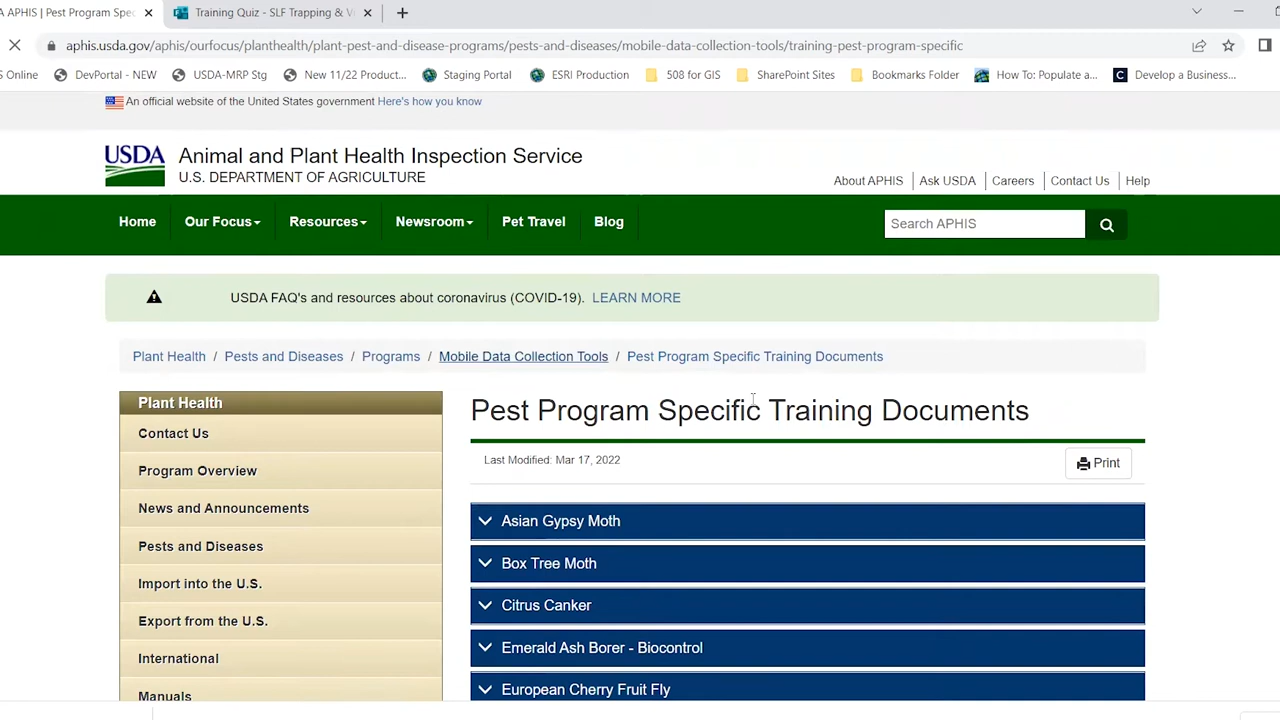 A APHIS | Pest Program Spec
Training Quiz - SLF Trapping & V
aphis.usda.gov/aphis/ourfocus/planthealth/plant-pest-and-disease-programs/pests-and-diseases/mobile-data-collection-tools/training-pest-program-specific
S Online DevPortal - NEW USDA-MRP Stg New 11/22 Product... Staging Portal ESRI Production 508 for GIS SharePoint Sites Bookmarks Folder How To: Populate a... Develop a Business...
An official website of the United States government Here's how you know
USDA Animal and Plant Health Inspection Service
U.S. DEPARTMENT OF AGRICULTURE
About APHIS Ask USDA Careers Contact Us Help
Home Our Focus Resources Newsroom Pet Travel Blog Search APHIS
USDA FAQ's and resources about coronavirus (COVID-19). LEARN MORE
Plant Health / Pests and Diseases / Programs / Mobile Data Collection Tools / Pest Program Specific Training Documents
Plant Health
Contact Us
Program Overview
News and Announcements
Pests and Diseases
Import into the U.S.
Export from the U.S.
International
Manuals
Pest Program Specific Training Documents
Last Modified: Mar 17, 2022
Print
Asian Gypsy Moth
Box Tree Moth
Citrus Canker
Emerald Ash Borer - Biocontrol
European Cherry Fruit Fly